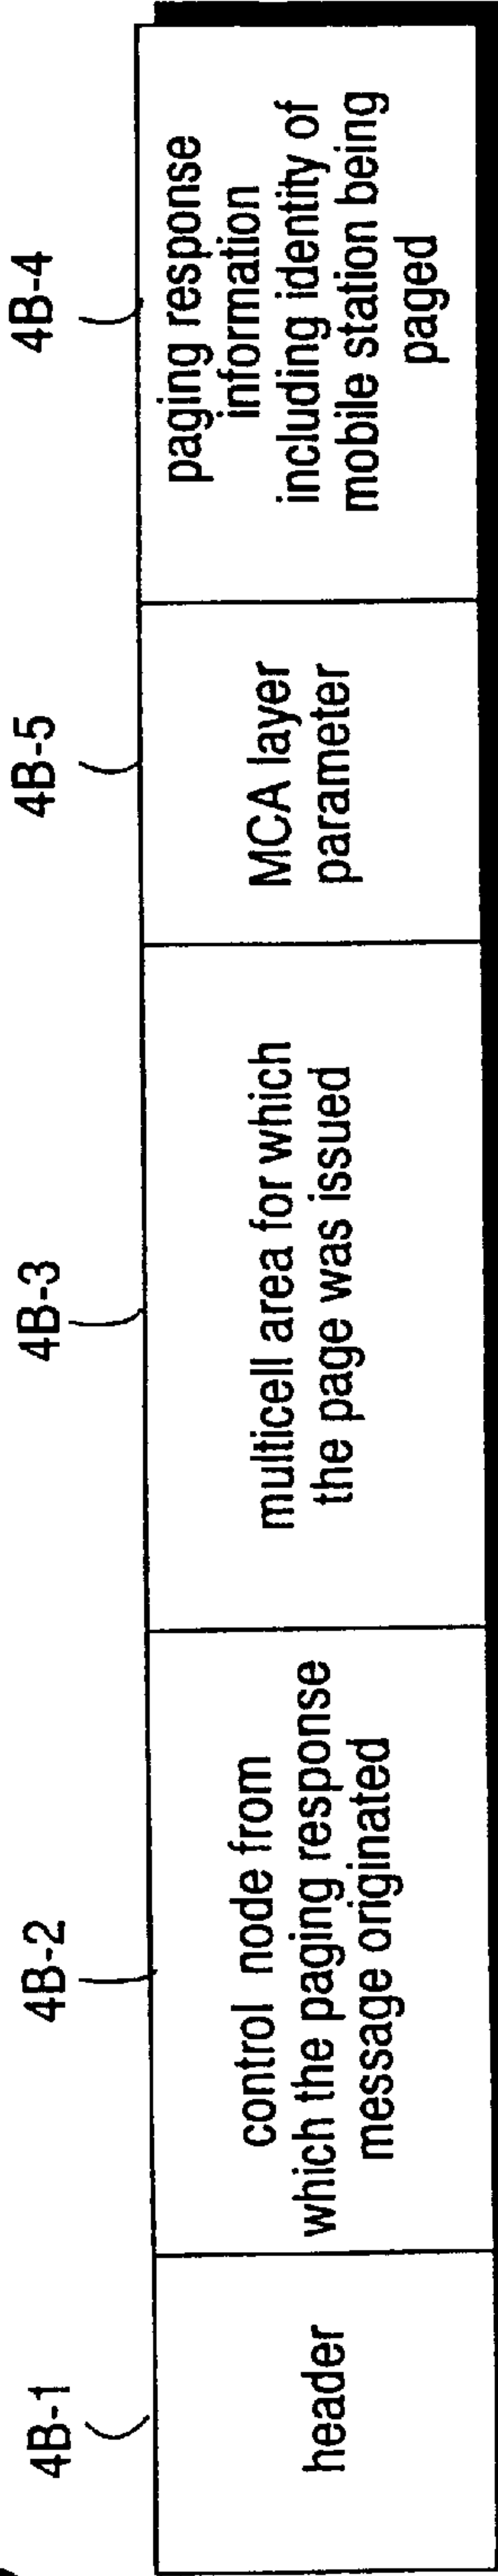 4B-1
header
4B-2
control node from
which the paging response
message originated
4B-3
multicell area for which
the page was issued
4B-5
MCA layer
parameter
4B-4
paging response
information
including identity of
mobile station being
paged